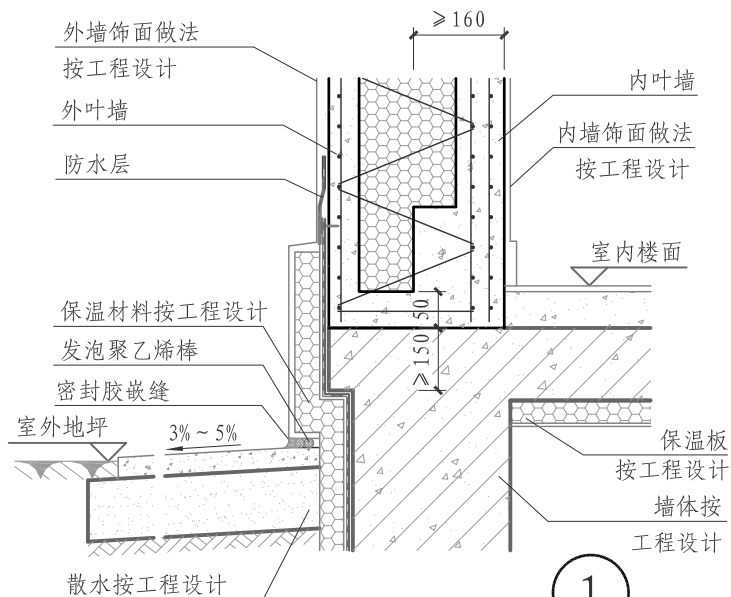 ≥160
外墙饰面做法
按工程设计
外叶墙
防水层
内叶墙
内墙饰面做法
按工程设计
室内楼面
保温材料按工程设计
发泡聚乙烯棒
密封胶嵌缝
室外地坪
3%~5%
≥150 50
保温板
按工程设计
墙体按
工程设计
散水按工程设计
1